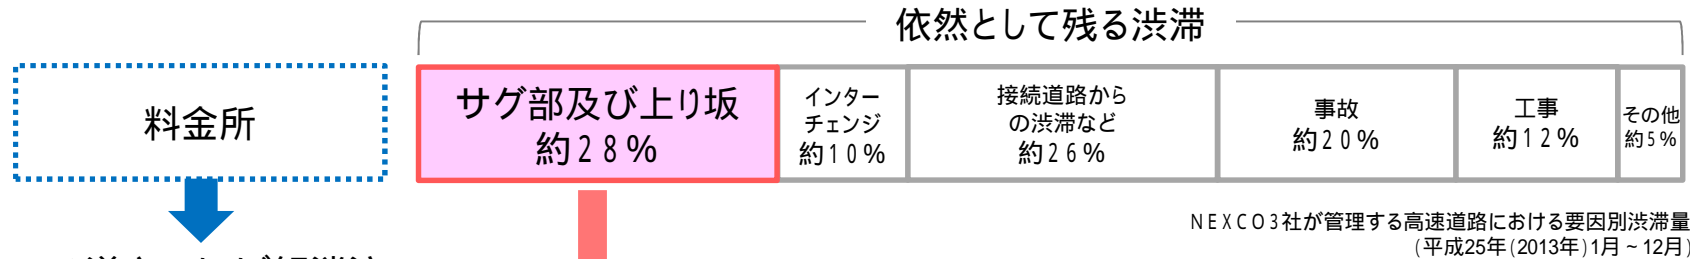 依然として残る渋滞
料金所
サグ部及び上り坂
約28%
インター
チェンジ
約10%
接続道路から
の渋滞など
約26%
事故
約20%
工事
約12%
その他
約5%
NEXCO3社が管理する高速道路における要因別渋滞量
(平成25年(2013年)1月~12月)